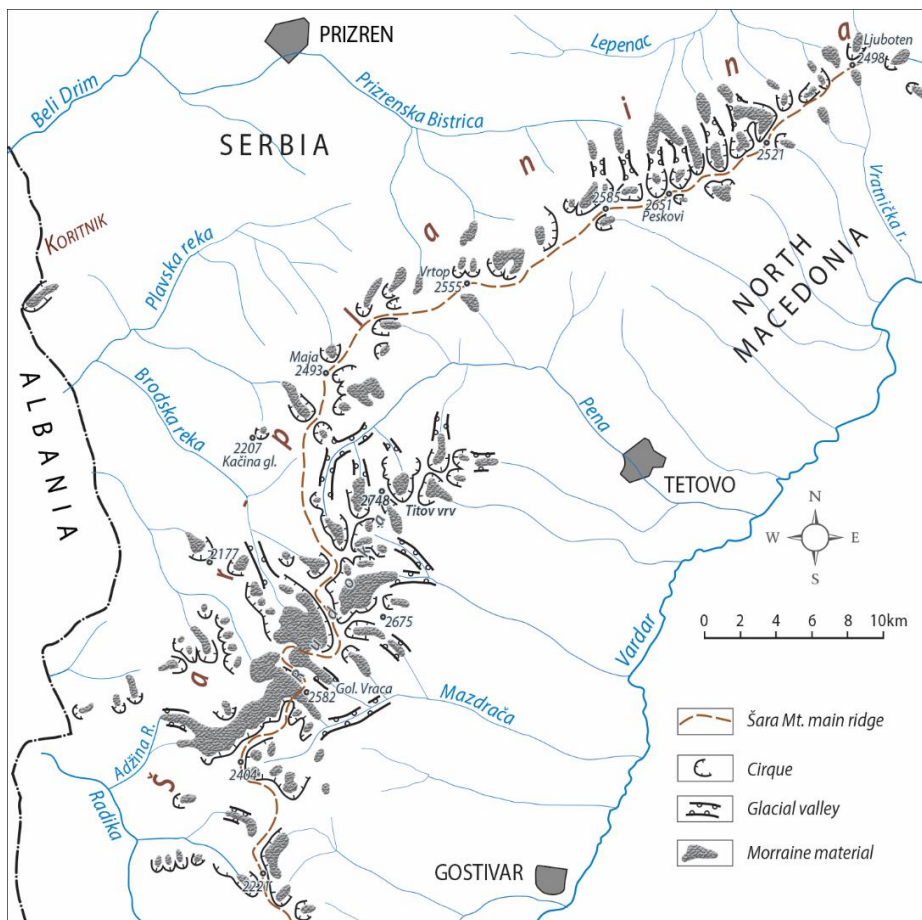 PRIZREN
Lepenac
Ljuboten
2498
Beli Drim
Prizrenska Bistrica
SERBIA
2521
2585
2651
Peskovi
Vratnička r.
KORITNIK
Plavska reka
Vrtop
2555
NORTH
MACEDONIA
ALBANIA
Maja
2493
Brodska reka
2207
Kačina gl.
Pena
TETOVO
2748
Titov vrv
N
W E
S
2177
2675
Vardar
0 2 4 6 8 10km
Gol. Vraca
2582
Mazdrača
Adžina R.
2404
Radika
Šar planina
Šara Mt. main ridge
Cirque
Glacial valley
Morraine material
GOSTIVAR
2221